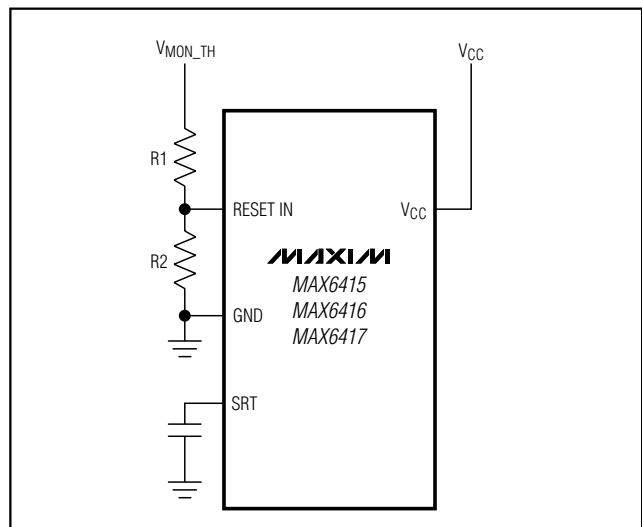 VMON_TH
VCC
R1
RESET IN
VCC
R2
MAXIM
MAX6415
MAX6416
MAX6417
GND
SRT